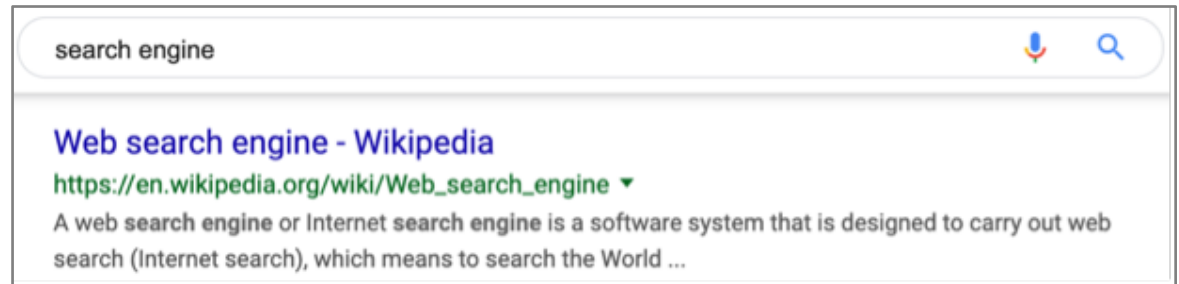 search engine
Web search engine - Wikipedia
https://en.wikipedia.org/wiki/Web_search_engine
A web search engine or Internet search engine is a software system that is designed to carry out web
search (Internet search), which means to search the World ...